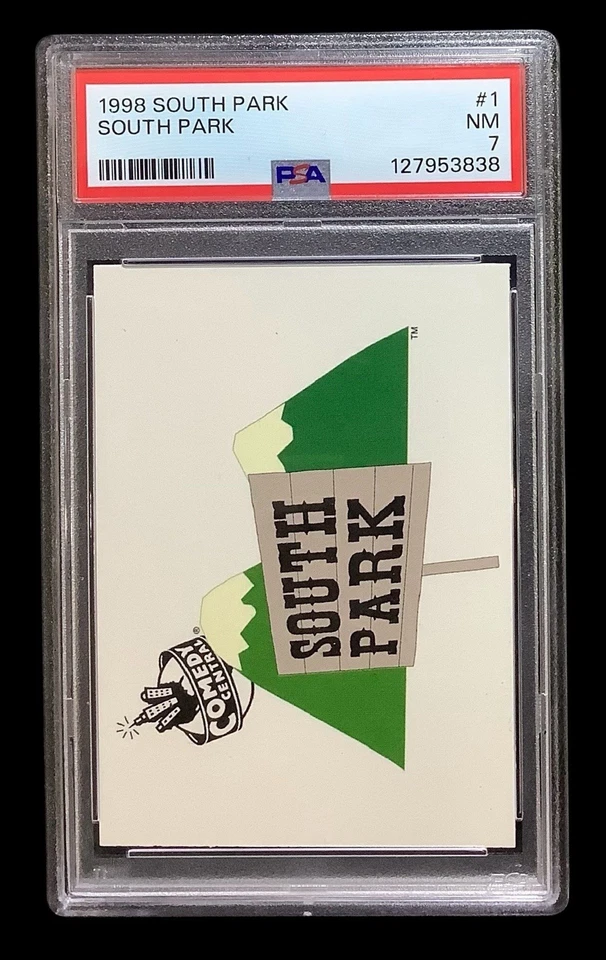 1998 SOUTH PARK #1
SOUTH PARK NM
7
PSA 127953838
TM
SOUTH
PARK
®
COMEDY
CENTRAL